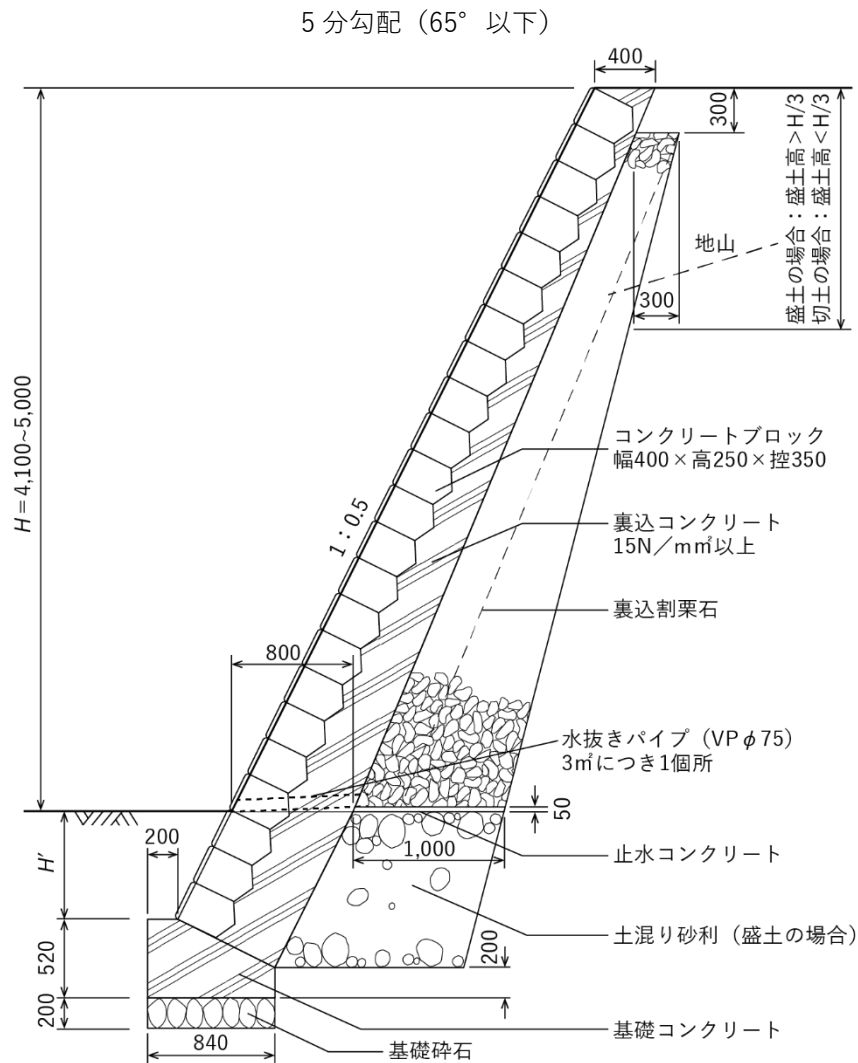 5分勾配（65°以下）
400
300
盛土の場合：盛土高>H/3
切土の場合：盛土高<H/3
地山
300
H=4,100~5,000
コンクリートブロック
幅400×高250×控350
1：0.5
裏込コンクリート
15N／m㎡以上
裏込割栗石
800
水抜きパイプ（VPφ75）
3㎡につき1個所
50
200
1,000
止水コンクリート
H′
土混り砂利（盛土の場合）
200
520
200
基礎コンクリート
840
基礎砕石